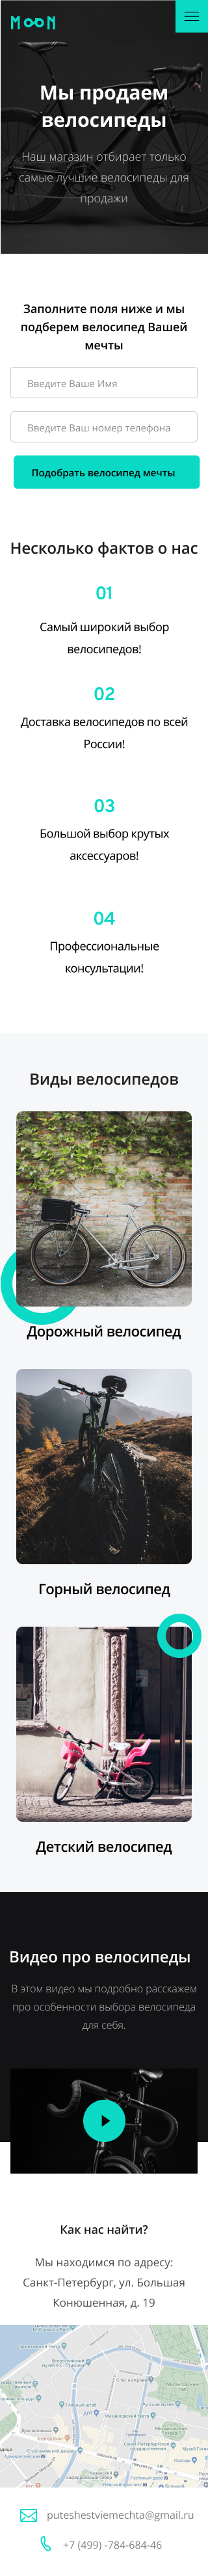 MOON
Мы продаем
велосипеды
Наш магазин отбирает только
самые лучшие велосипеды для
продажи
Заполните поля ниже и мы
подберем велосипед Вашей
мечты
Введите Ваше Имя
Введите Ваш номер телефона
Подобрать велосипед мечты
Несколько фактов о нас
01
Самый широкий выбор
велосипедов!
02
Доставка велосипедов по всей
России!
03
Большой выбор крутых
аксессуаров!
04
Профессиональные
консультации!
Виды велосипедов
Дорожный велосипед
Горный велосипед
Детский велосипед
Видео про велосипеды
В этом видео мы подробно расскажем
про особенности выбора велосипеда
для себя.
Как нас найти?
Мы находимся по адресу:
Санкт-Петербург, ул. Большая
Конюшенная, д. 19
puteshestviemechta@gmail.ru
+7 (499) -784-684-46